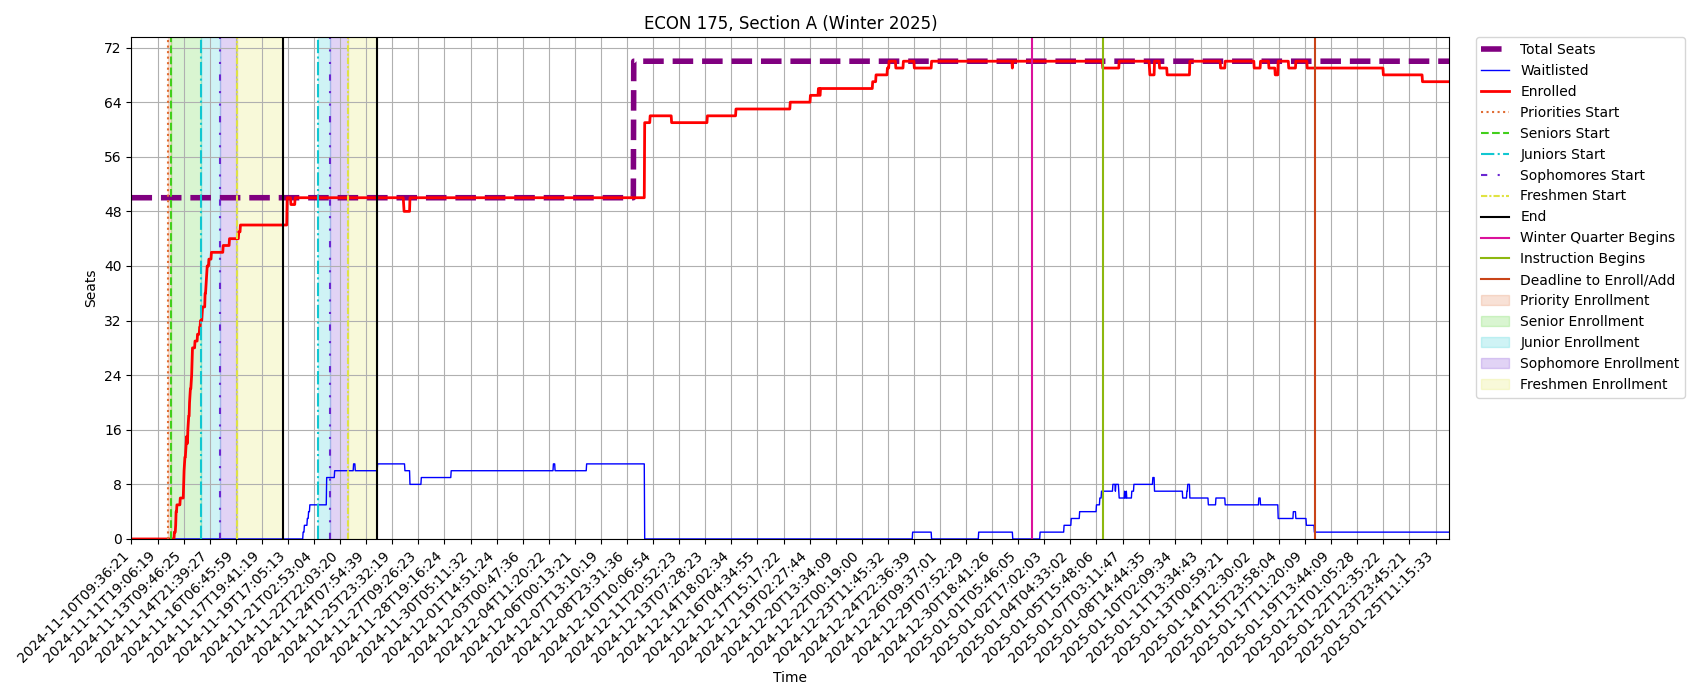 ECON 175, Section A (Winter 2025)
72
64
56
48
40
32
24
16
8
0
Seats
2024-11-10T09:36:21
2024-11-11T19:06:19
2024-11-13T09:46:25
2024-11-14T21:39:27
2024-11-16T06:45:59
2024-11-17T19:41:19
2024-11-19T17:05:13
2024-11-21T02:53:04
2024-11-22T22:03:20
2024-11-24T07:54:39
2024-11-25T23:32:19
2024-11-27T09:26:23
2024-11-28T19:16:24
2024-11-30T05:11:32
2024-12-01T14:51:24
2024-12-03T00:47:36
2024-12-04T11:20:22
2024-12-06T00:13:21
2024-12-07T13:10:19
2024-12-08T23:31:36
2024-12-10T10:06:54
2024-12-11T20:52:23
2024-12-13T07:28:23
2024-12-14T18:02:34
2024-12-16T04:34:55
2024-12-17T15:17:22
2024-12-19T02:27:44
2024-12-20T13:34:09
2024-12-22T00:19:00
2024-12-23T11:45:32
2024-12-24T22:36:39
2024-12-26T09:37:01
2024-12-29T07:52:29
2024-12-30T18:41:26
2025-01-01T05:46:05
2025-01-02T17:02:03
2025-01-04T04:33:02
2025-01-05T15:48:06
2025-01-07T03:11:47
2025-01-08T14:44:35
2025-01-10T02:09:34
2025-01-11T13:34:43
2025-01-13T00:59:21
2025-01-14T12:30:02
2025-01-15T23:58:04
2025-01-17T11:20:09
2025-01-19T13:44:09
2025-01-21T01:05:28
2025-01-22T12:35:22
2025-01-23T23:45:21
2025-01-25T11:15:33
Time
Total Seats
Waitlisted
Enrolled
Priorities Start
Seniors Start
Juniors Start
Sophomores Start
Freshmen Start
End
Winter Quarter Begins
Instruction Begins
Deadline to Enroll/Add
Priority Enrollment
Senior Enrollment
Junior Enrollment
Sophomore Enrollment
Freshmen Enrollment